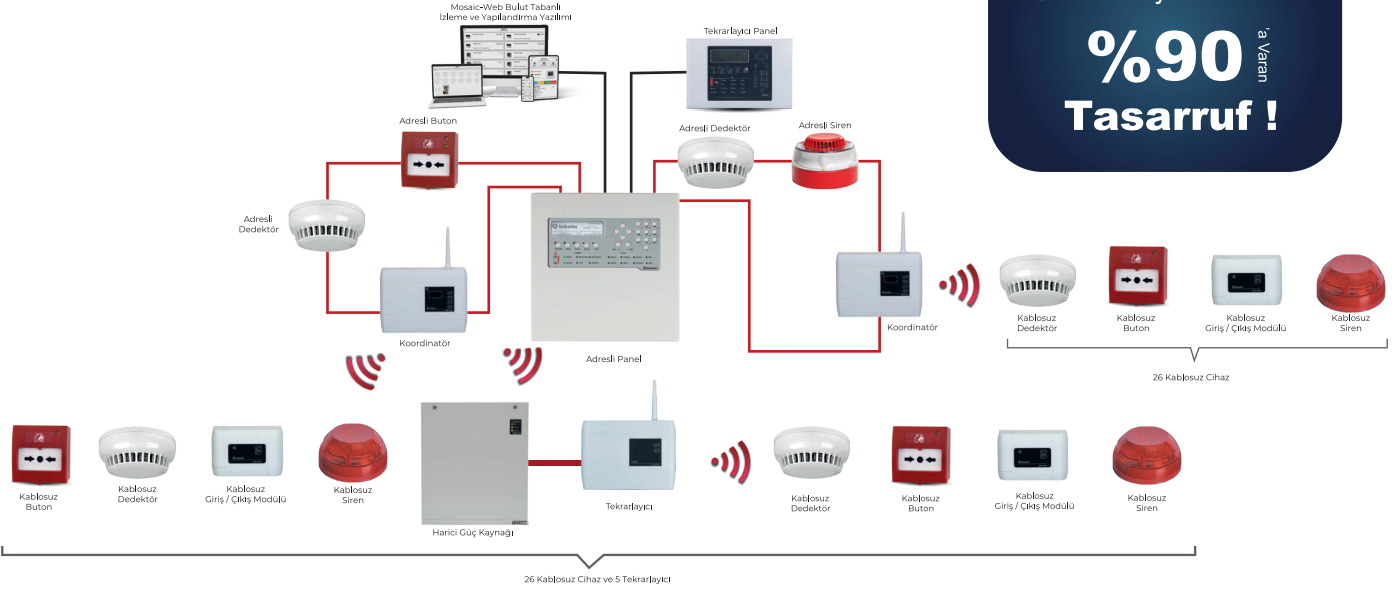 Mosaic-Web Bulut Tabanlı
İzleme ve Yapılandırma Yazılımı
Tekrarlayıcı Panel
%90
'a Varan
Tasarruf !
Adresli Buton
Adresli Dedektör
Adresli Siren
Adresli
Dedektör
teknim
Koordinatör
Adresli Panel
Koordinatör
Kablosuz
Dedektör
Kablosuz
Buton
Kablosuz
Giriş / Çıkış Modülü
Kablosuz
Siren
26 Kablosuz Cihaz
Kablosuz
Buton
Kablosuz
Dedektör
Kablosuz
Giriş / Çıkış Modülü
Kablosuz
Siren
Harici Güç Kaynağı
Tekrarlayıcı
Kablosuz
Dedektör
Kablosuz
Buton
Kablosuz
Giriş / Çıkış Modülü
Kablosuz
Siren
26 Kablosuz Cihaz ve 5 Tekrarlayıcı